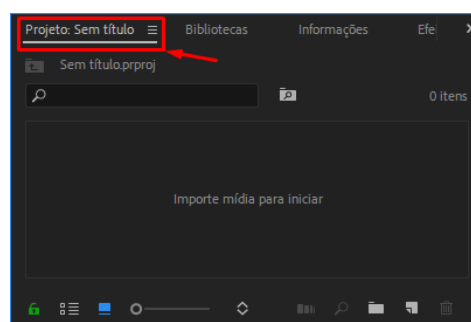 Projeto: Sem título Bibliotecas Informações Efe
Sem título.prproj
0 itens
Importe mídia para iniciar